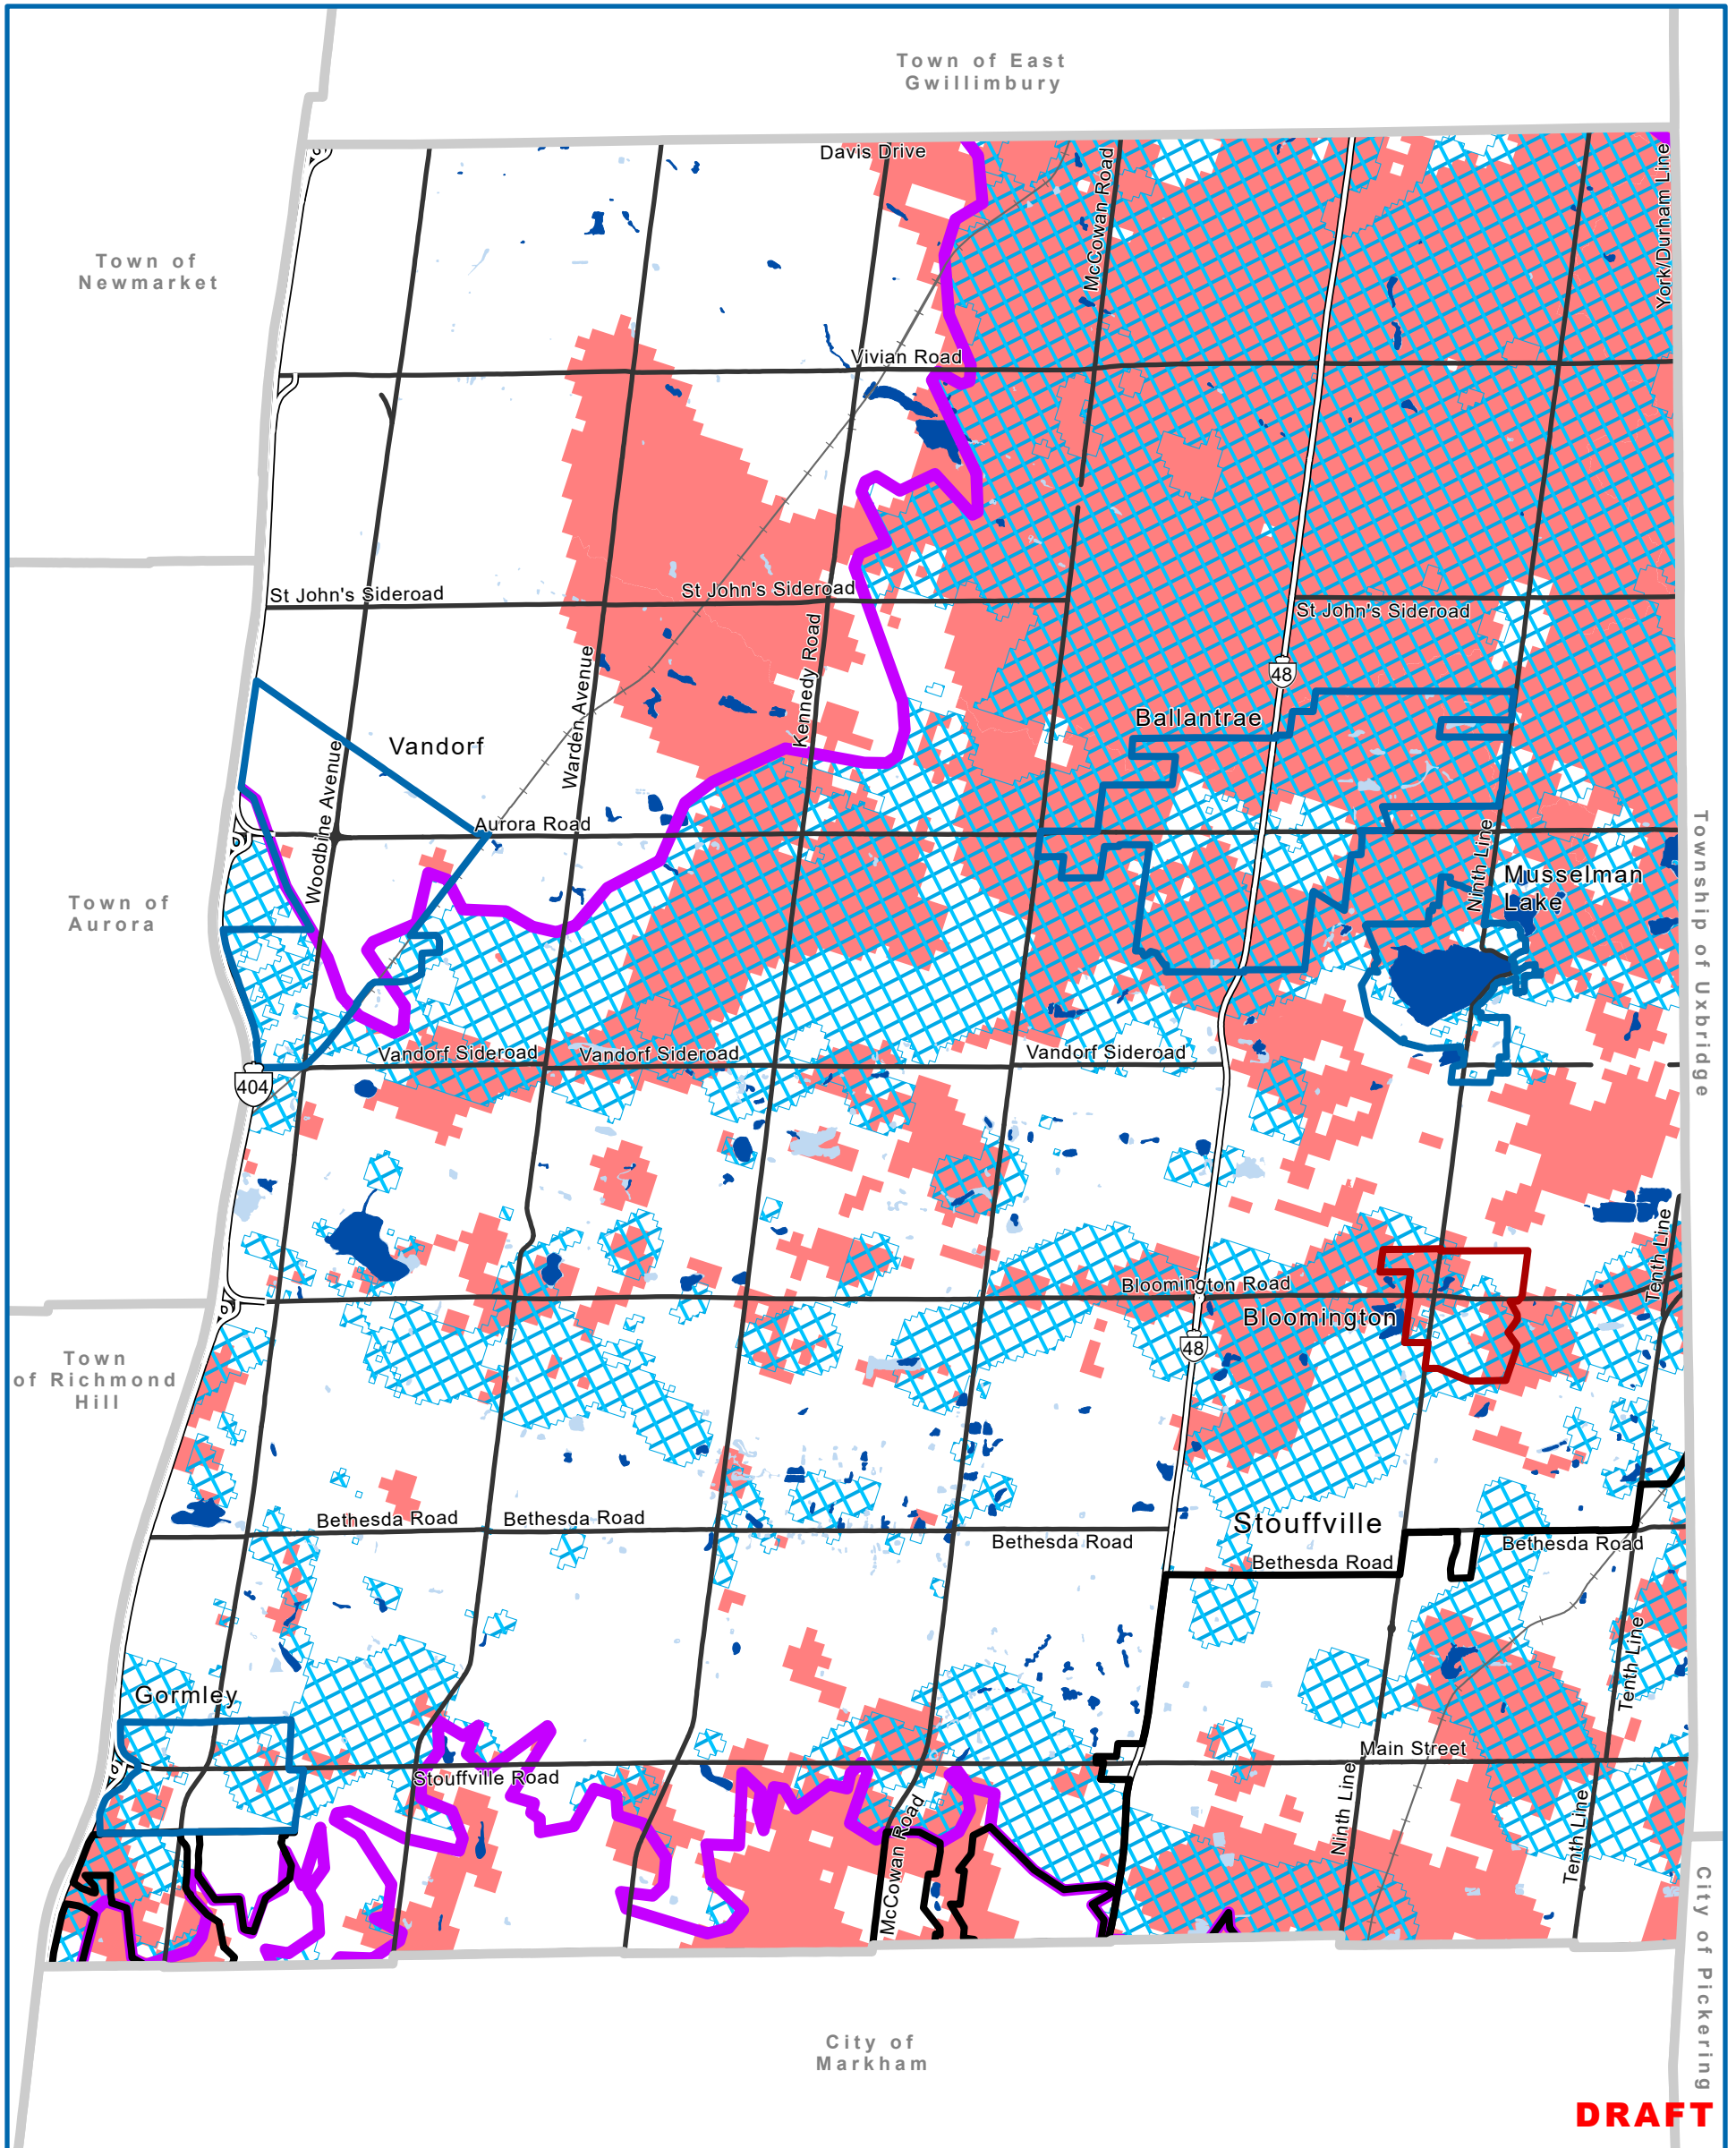 Town of East
Gwillimbury
Davis Drive
McCowan Road
York/Durham Line
Town of
Newmarket
Vivian Road
St John's Sideroad
St John's Sideroad
St John's Sideroad
Kennedy Road
Warden Avenue
48
Ballantrae
Vandorf
Woodbine Avenue
Aurora Road
Ninth Line
Musselman
Lake
Township of Uxbridge
Town of
Aurora
Vandorf Sideroad
Vandorf Sideroad
Vandorf Sideroad
404
Tenth Line
Bloomington Road
Bloomington
48
Town
of Richmond
Hill
Bethesda Road
Bethesda Road
Bethesda Road
Stouffville
Bethesda Road
Bethesda Road
Tenth Line
Gormley
Main Street
Stouffville Road
McCowan Road
Ninth Line
Tenth Line
City of Pickering
City of
Markham
DRAFT